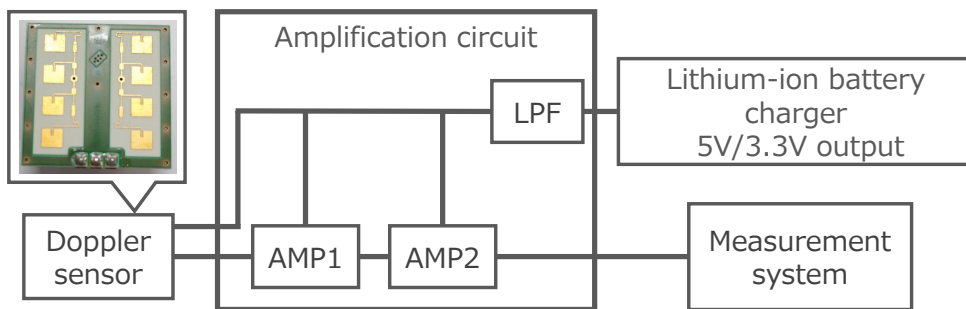 Amplification circuit
LPF
Lithium-ion battery
charger
5V/3.3V output
Doppler
sensor
AMP1
AMP2
Measurement
system